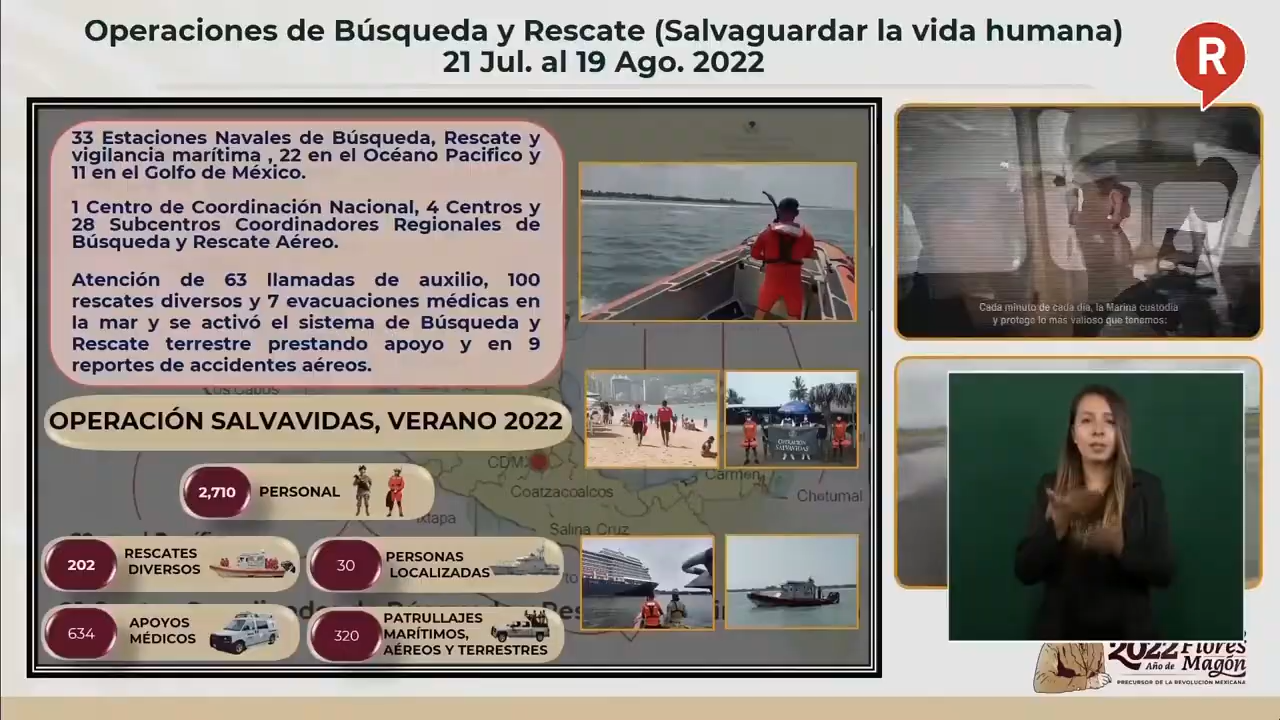 Operaciones de Búsqueda y Rescate (Salvaguardar la vida humana)
21 Jul. al 19 Ago. 2022
R
33 Estaciones Navales de Búsqueda, Rescate y
vigilancia marítima , 22 en el Océano Pacifico y
11 en el Golfo de México.
1 Centro de Coordinación Nacional, 4 Centros y
28 Subcentros Coordinadores Regionales de
Búsqueda y Rescate Aéreo.
Atención de 63 llamadas de auxilio, 100
rescates diversos y 7 evacuaciones médicas en
la mar y se activó el sistema de Búsqueda y
Rescate terrestre prestando apoyo y en 9
reportes de accidentes aéreos.
Cada minuto de cada día, la Marina custodia
y protege lo más valioso que tenemos:
OPERACIÓN SALVAVIDAS, VERANO 2022
OPERACIÓN
SALVAVIDAS
CDMX
Carmen
Coatzacoalcos
Chetumal
2,710 PERSONAL
Ixtapa
Salina Cruz
202 RESCATES
DIVERSOS
30 PERSONAS
LOCALIZADAS
634 APOYOS
MÉDICOS
320 PATRULLAJES
MARÍTIMOS,
AÉREOS Y TERRESTRES
2022 Flores
Año de Magón
PRECURSOR DE LA REVOLUCIÓN MEXICANA